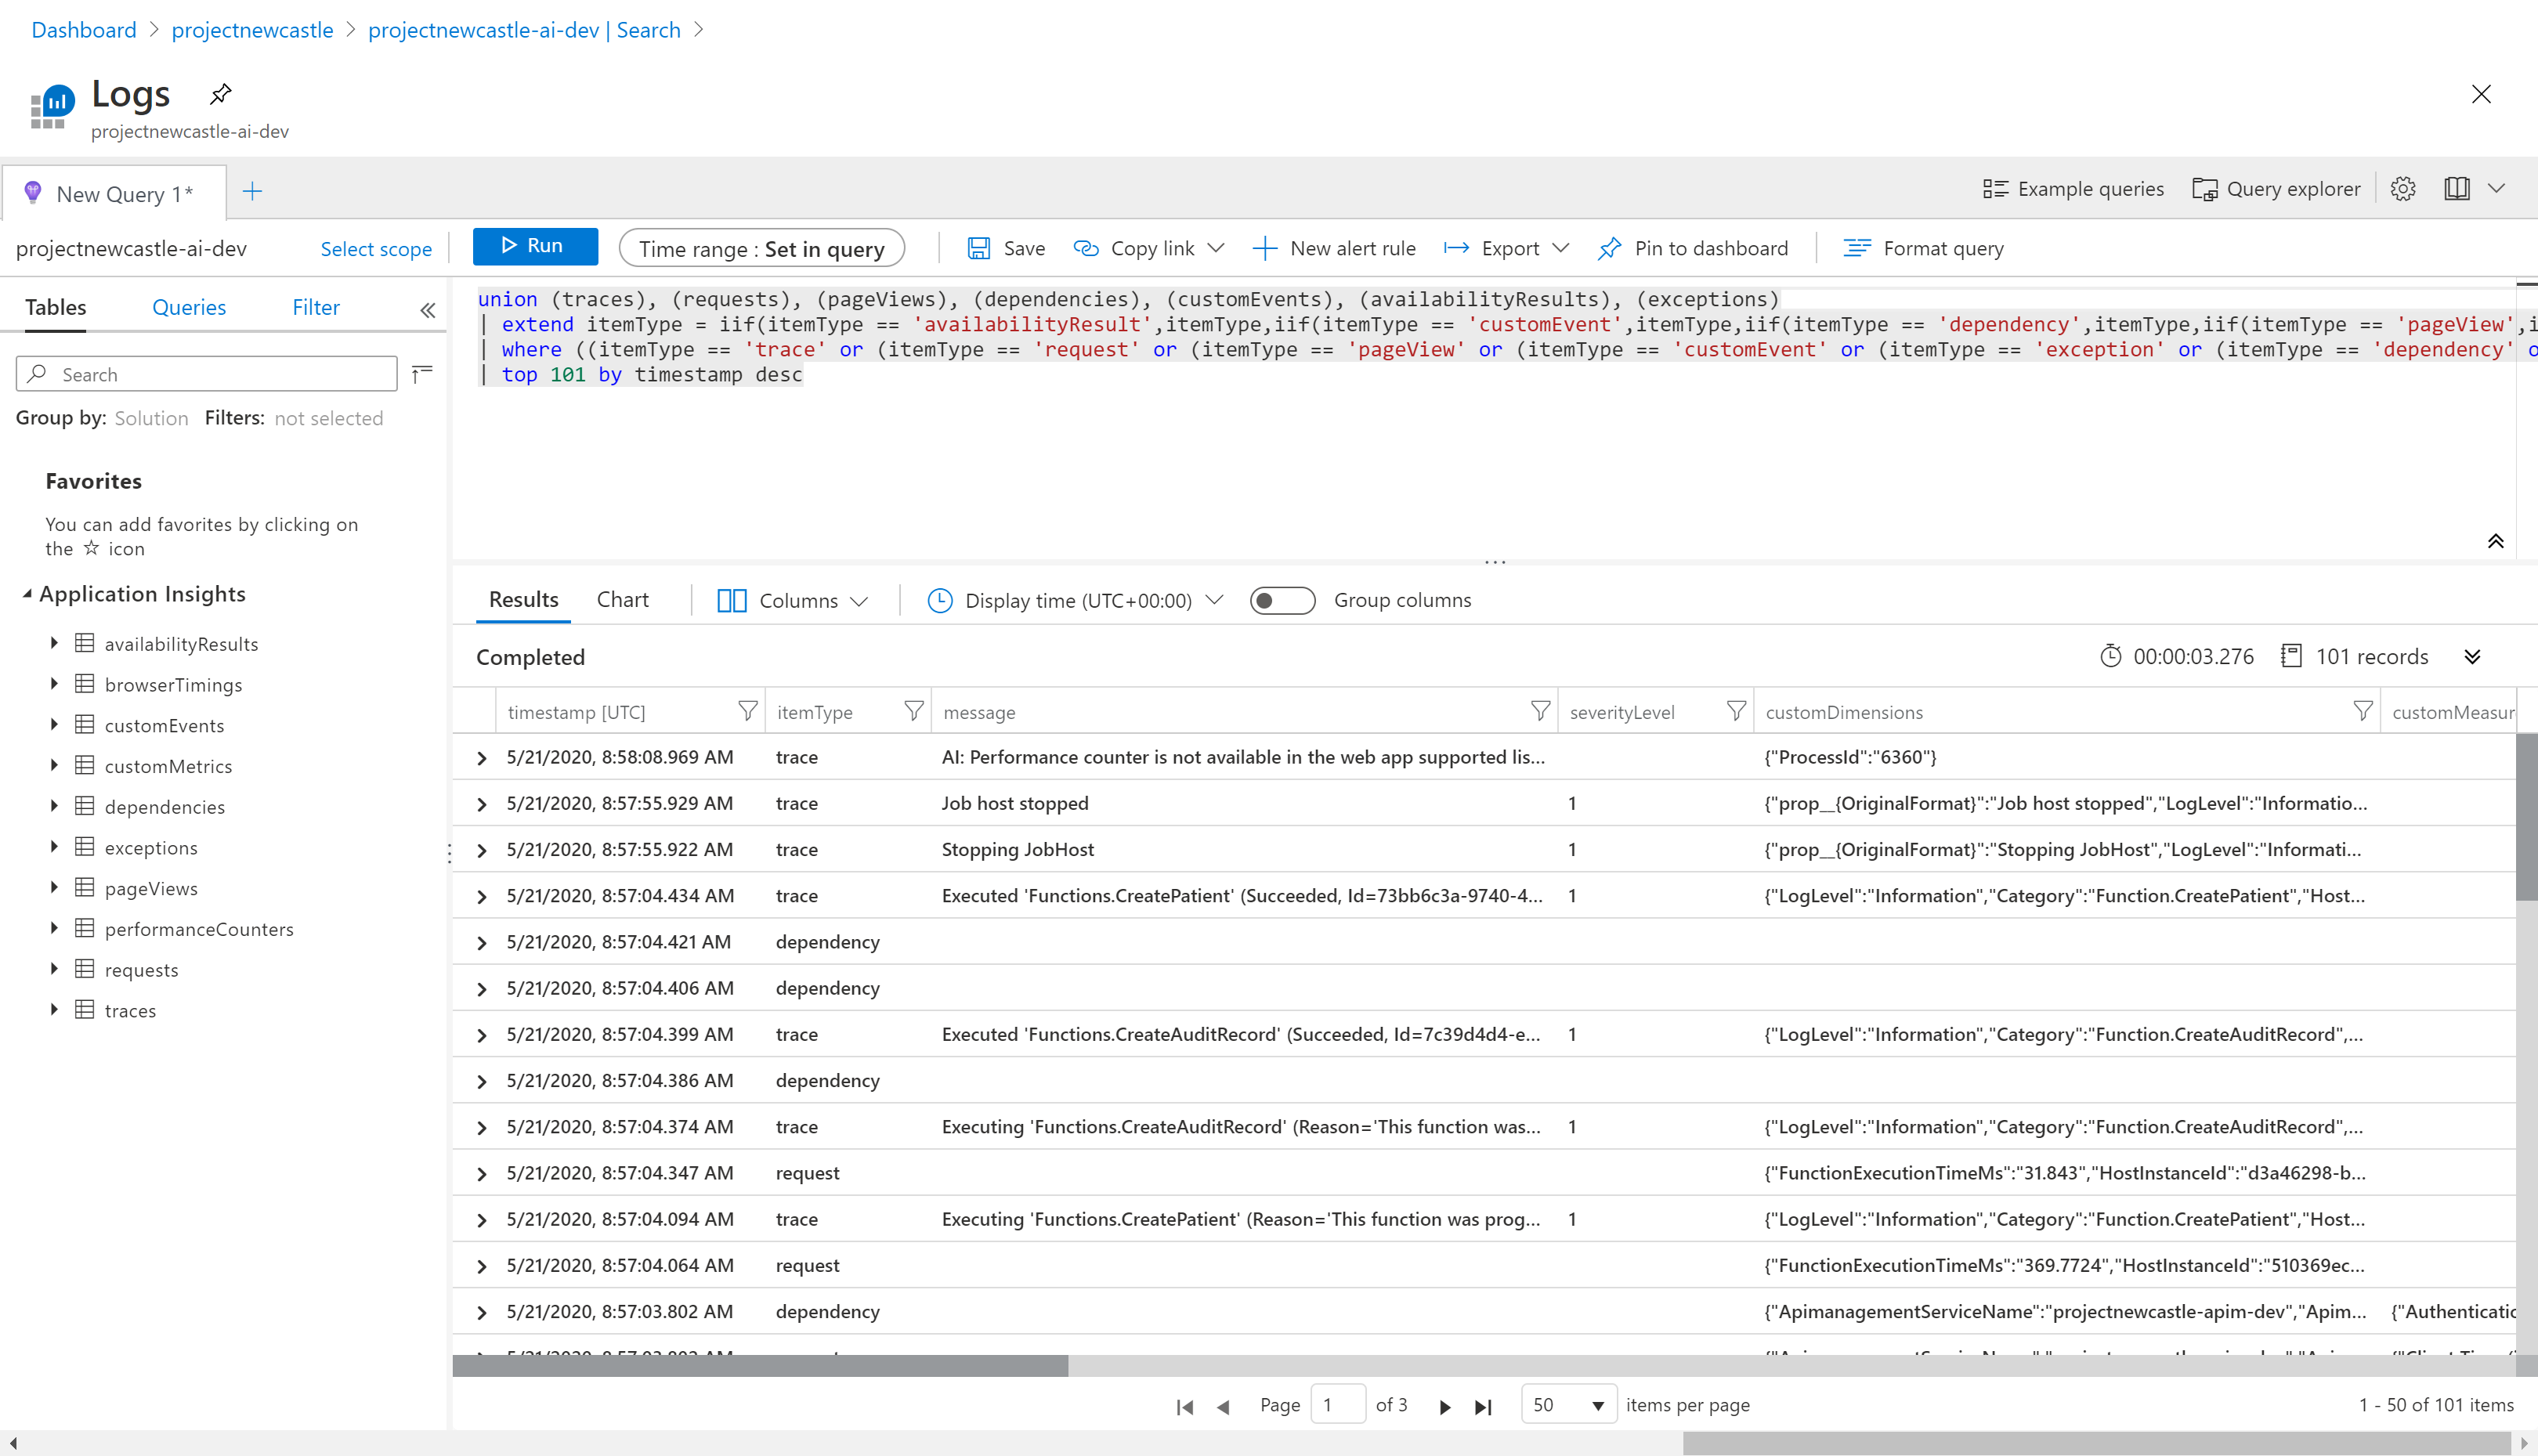 Dashboard > projectnewcastle > projectnewcastle-ai-dev | Search >
Logs
projectnewcastle-ai-dev
New Query 1*
Example queries
Query explorer
projectnewcastle-ai-dev
Select scope
Run
Time range : Set in query
Save
Copy link
New alert rule
Export
Pin to dashboard
Format query
Tables
Queries
Filter
Search
Group by: Solution Filters: not selected
Favorites
You can add favorites by clicking on
the ☆ icon
Application Insights
availabilityResults
browserTimings
customEvents
customMetrics
dependencies
exceptions
pageViews
performanceCounters
requests
traces
union (traces), (requests), (pageViews), (dependencies), (customEvents), (availabilityResults), (exceptions)
| extend itemType = iif(itemType == 'availabilityResult',itemType,iif(itemType == 'customEvent',itemType,iif(itemType == 'dependency',itemType,iif(itemType == 'pageView',i
| where ((itemType == 'trace' or (itemType == 'request' or (itemType == 'pageView' or (itemType == 'customEvent' or (itemType == 'exception' or (itemType == 'dependency' o
| top 101 by timestamp desc
Results
Chart
Columns
Display time (UTC+00:00)
Group columns
Completed
00:00:03.276
101 records
timestamp [UTC] itemType message severityLevel customDimensions customMeasur
5/21/2020, 8:58:08.969 AM trace AI: Performance counter is not available in the web app supported lis... {"ProcessId":"6360"}
5/21/2020, 8:57:55.929 AM trace Job host stopped 1 {"prop__{OriginalFormat}":"Job host stopped","LogLevel":"Informatio...
5/21/2020, 8:57:55.922 AM trace Stopping JobHost 1 {"prop__{OriginalFormat}":"Stopping JobHost","LogLevel":"Informati...
5/21/2020, 8:57:04.434 AM trace Executed 'Functions.CreatePatient' (Succeeded, Id=73bb6c3a-9740-4... 1 {"LogLevel":"Information","Category":"Function.CreatePatient","Host...
5/21/2020, 8:57:04.421 AM dependency
5/21/2020, 8:57:04.406 AM dependency
5/21/2020, 8:57:04.399 AM trace Executed 'Functions.CreateAuditRecord' (Succeeded, Id=7c39d4d4-e... 1 {"LogLevel":"Information","Category":"Function.CreateAuditRecord",...
5/21/2020, 8:57:04.386 AM dependency
5/21/2020, 8:57:04.374 AM trace Executing 'Functions.CreateAuditRecord' (Reason='This function was... 1 {"LogLevel":"Information","Category":"Function.CreateAuditRecord",...
5/21/2020, 8:57:04.347 AM request {"FunctionExecutionTimeMs":"31.843","HostInstanceId":"d3a46298-b...
5/21/2020, 8:57:04.094 AM trace Executing 'Functions.CreatePatient' (Reason='This function was prog... 1 {"LogLevel":"Information","Category":"Function.CreatePatient","Host...
5/21/2020, 8:57:04.064 AM request {"FunctionExecutionTimeMs":"369.7724","HostInstanceId":"510369ec...
5/21/2020, 8:57:03.802 AM dependency {"ApimanagementServiceName":"projectnewcastle-apim-dev","Apim... {"Authenticatio
Page 1 of 3
50 items per page
1 - 50 of 101 items